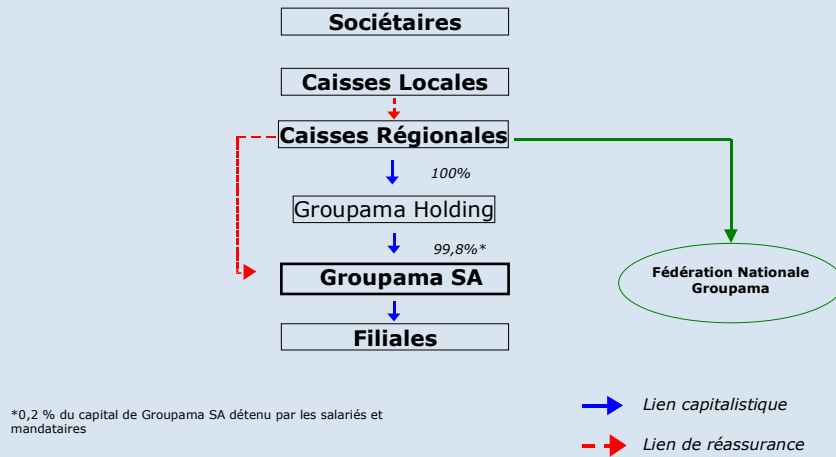 Sociétaires
Caisses Locales
Caisses Régionales
100%
Groupama Holding
99,8%*
Groupama SA
Filiales
Fédération Nationale
Groupama
*0,2 % du capital de Groupama SA détenu par les salariés et
mandataires
Lien capitalistique
Lien de réassurance